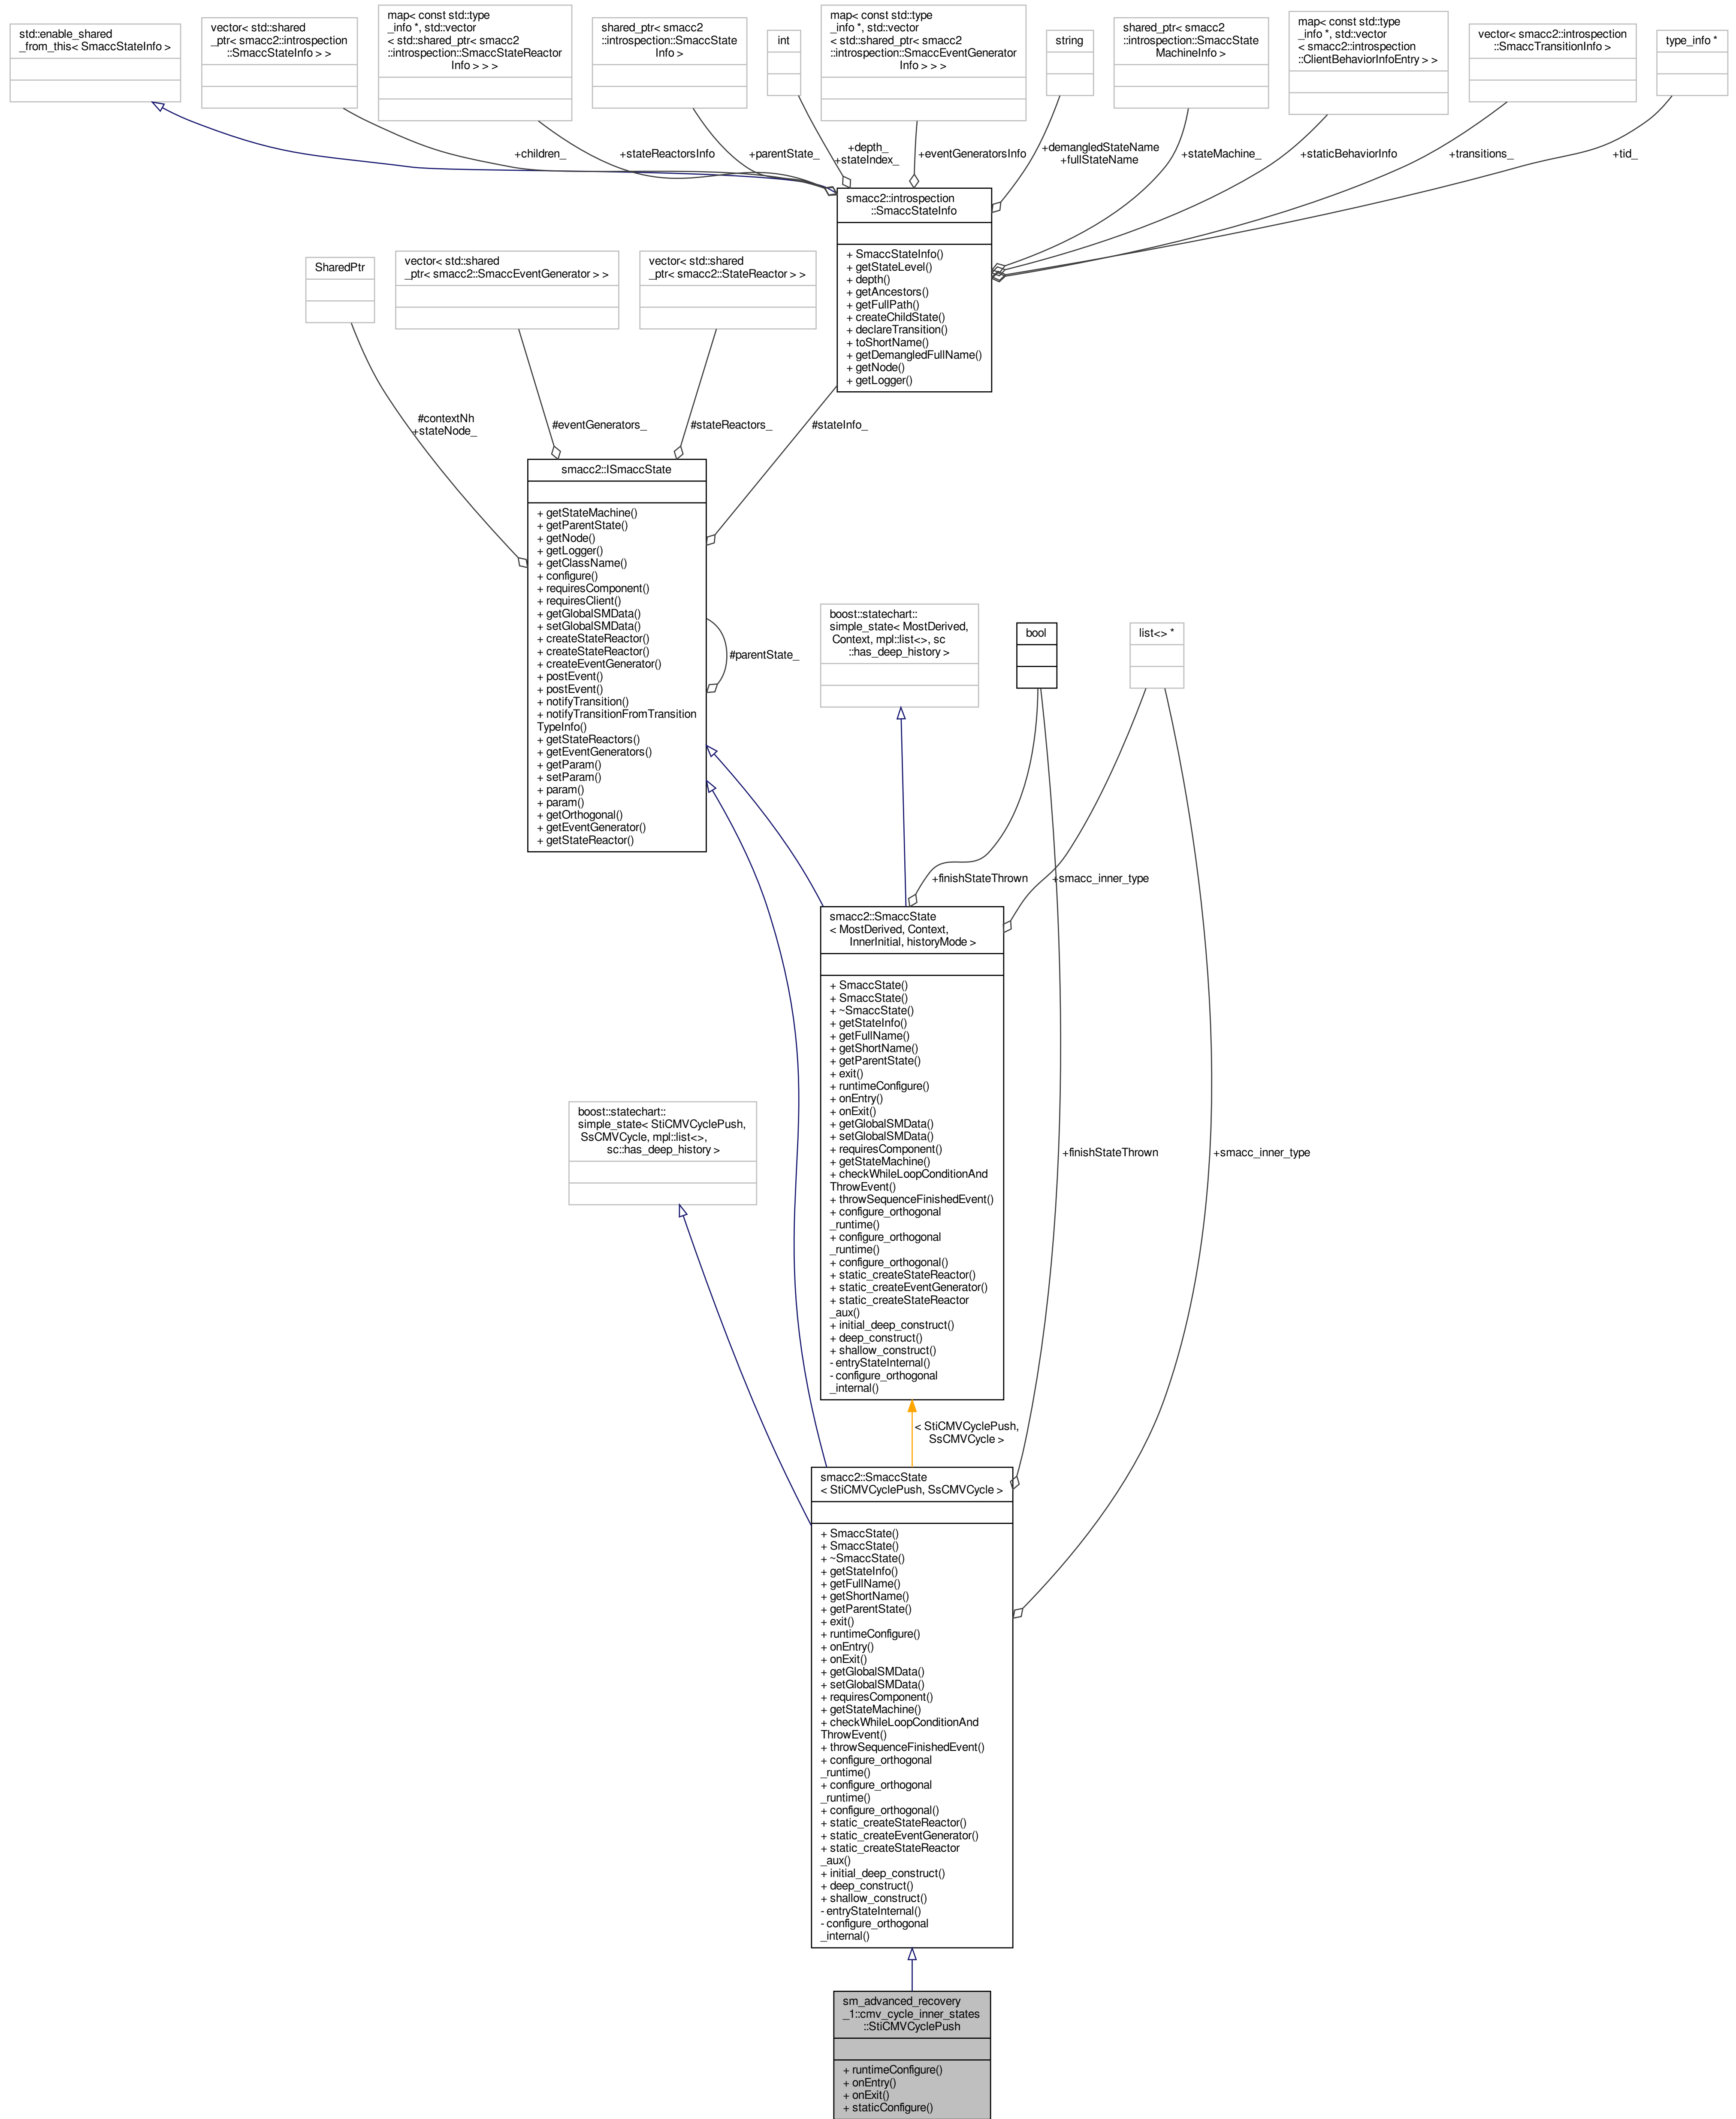 std::enable_shared
_from_this< SmaccStateInfo >
vector< std::shared
_ptr< smacc2::introspection
::SmaccStateInfo > >
map< const std::type
_info *, std::vector
< std::shared_ptr< smacc2
::introspection::SmaccStateReactor
Info > > >
shared_ptr< smacc2
::introspection::SmaccState
Info >
int
map< const std::type
_info *, std::vector
< std::shared_ptr< smacc2
::introspection::SmaccEventGenerator
Info > > >
string
shared_ptr< smacc2
::introspection::SmaccState
MachineInfo >
map< const std::type
_info *, std::vector
< smacc2::introspection
::ClientBehaviorInfoEntry > >
vector< smacc2::introspection
::SmaccTransitionInfo >
type_info *
+children_
+stateReactorsInfo
+parentState_
+depth_
+stateIndex_
+eventGeneratorsInfo
+demangledStateName
+fullStateName
+stateMachine_
+staticBehaviorInfo
+transitions_
+tid_
smacc2::introspection
::SmaccStateInfo
+ SmaccStateInfo()
+ getStateLevel()
+ depth()
+ getAncestors()
+ getFullPath()
+ createChildState()
+ declareTransition()
+ toShortName()
+ getDemangledFullName()
+ getNode()
+ getLogger()
SharedPtr
vector< std::shared
_ptr< smacc2::SmaccEventGenerator > >
vector< std::shared
_ptr< smacc2::StateReactor > >
#contextNh
+stateNode_
#eventGenerators_
#stateReactors_
#stateInfo_
smacc2::ISmaccState
+ getStateMachine()
+ getParentState()
+ getNode()
+ getLogger()
+ getClassName()
+ configure()
+ requiresComponent()
+ requiresClient()
+ getGlobalSMData()
+ setGlobalSMData()
+ createStateReactor()
+ createStateReactor()
+ createEventGenerator()
+ postEvent()
+ postEvent()
+ notifyTransition()
+ notifyTransitionFromTransition
TypeInfo()
+ getStateReactors()
+ getEventGenerators()
+ getParam()
+ setParam()
+ param()
+ param()
+ getOrthogonal()
+ getEventGenerator()
+ getStateReactor()
#parentState_
boost::statechart::
simple_state< MostDerived,
Context, mpl::list<>, sc
::has_deep_history >
bool
list<> *
+finishStateThrown
+smacc_inner_type
smacc2::SmaccState
< MostDerived, Context,
InnerInitial, historyMode >
+ SmaccState()
+ SmaccState()
+ ~SmaccState()
+ getStateInfo()
+ getFullName()
+ getShortName()
+ getParentState()
+ exit()
+ runtimeConfigure()
+ onEntry()
+ onExit()
+ getGlobalSMData()
+ setGlobalSMData()
+ requiresComponent()
+ getStateMachine()
+ checkWhileLoopConditionAnd
ThrowEvent()
+ throwSequenceFinishedEvent()
+ configure_orthogonal
_runtime()
+ configure_orthogonal
_runtime()
+ configure_orthogonal()
+ static_createStateReactor()
+ static_createEventGenerator()
+ static_createStateReactor
_aux()
+ initial_deep_construct()
+ deep_construct()
+ shallow_construct()
- entryStateInternal()
- configure_orthogonal
_internal()
boost::statechart::
simple_state< StiCMVCyclePush,
SsCMVCycle, mpl::list<>,
sc::has_deep_history >
+finishStateThrown
+smacc_inner_type
< StiCMVCyclePush,
SsCMVCycle >
smacc2::SmaccState
< StiCMVCyclePush, SsCMVCycle >
+ SmaccState()
+ SmaccState()
+ ~SmaccState()
+ getStateInfo()
+ getFullName()
+ getShortName()
+ getParentState()
+ exit()
+ runtimeConfigure()
+ onEntry()
+ onExit()
+ getGlobalSMData()
+ setGlobalSMData()
+ requiresComponent()
+ getStateMachine()
+ checkWhileLoopConditionAnd
ThrowEvent()
+ throwSequenceFinishedEvent()
+ configure_orthogonal
_runtime()
+ configure_orthogonal
_runtime()
+ configure_orthogonal()
+ static_createStateReactor()
+ static_createEventGenerator()
+ static_createStateReactor
_aux()
+ initial_deep_construct()
+ deep_construct()
+ shallow_construct()
- entryStateInternal()
- configure_orthogonal
_internal()
sm_advanced_recovery
_1::cmv_cycle_inner_states
::StiCMVCyclePush
+ runtimeConfigure()
+ onEntry()
+ onExit()
+ staticConfigure()